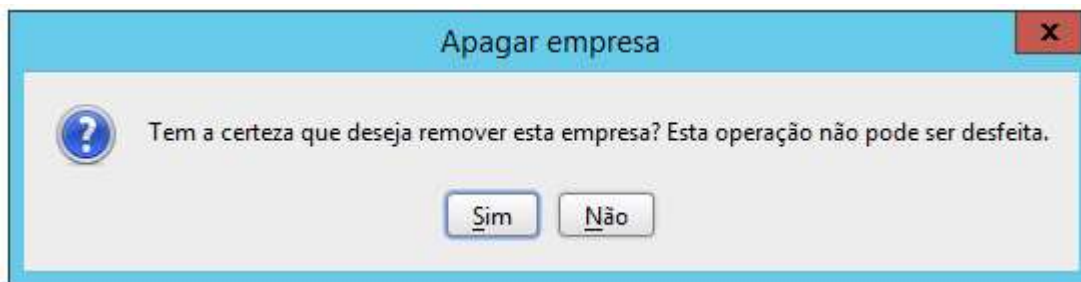 Apagar empresa
x
Tem a certeza que deseja remover esta empresa? Esta operação não pode ser desfeita.
Sim Não